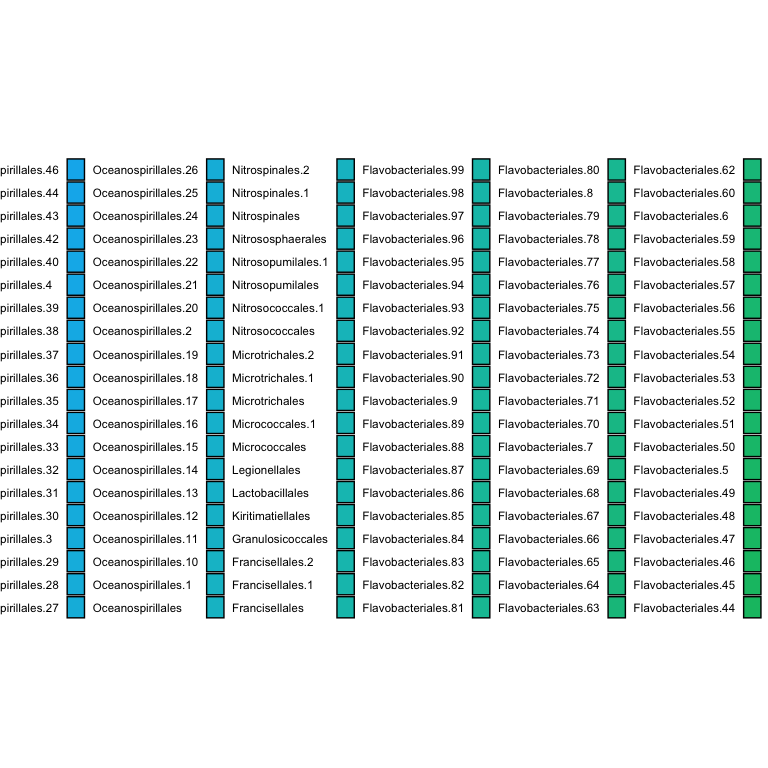 pirillales.46 Oceanospirillales.26 Nitrospinales.2 Flavobacteriales.99 Flavobacteriales.80 Flavobacteriales.62
pirillales.44 Oceanospirillales.25 Nitrospinales.1 Flavobacteriales.98 Flavobacteriales.8 Flavobacteriales.60
pirillales.43 Oceanospirillales.24 Nitrospinales Flavobacteriales.97 Flavobacteriales.79 Flavobacteriales.6
pirillales.42 Oceanospirillales.23 Nitrososphaerales Flavobacteriales.96 Flavobacteriales.78 Flavobacteriales.59
pirillales.40 Oceanospirillales.22 Nitrosopumilales.1 Flavobacteriales.95 Flavobacteriales.77 Flavobacteriales.58
pirillales.4 Oceanospirillales.21 Nitrosopumilales Flavobacteriales.94 Flavobacteriales.76 Flavobacteriales.57
pirillales.39 Oceanospirillales.20 Nitrosococcales.1 Flavobacteriales.93 Flavobacteriales.75 Flavobacteriales.56
pirillales.38 Oceanospirillales.2 Nitrosococcales Flavobacteriales.92 Flavobacteriales.74 Flavobacteriales.55
pirillales.37 Oceanospirillales.19 Microtrichales.2 Flavobacteriales.91 Flavobacteriales.73 Flavobacteriales.54
pirillales.36 Oceanospirillales.18 Microtrichales.1 Flavobacteriales.90 Flavobacteriales.72 Flavobacteriales.53
pirillales.35 Oceanospirillales.17 Microtrichales Flavobacteriales.9 Flavobacteriales.71 Flavobacteriales.52
pirillales.34 Oceanospirillales.16 Micrococcales.1 Flavobacteriales.89 Flavobacteriales.70 Flavobacteriales.51
pirillales.33 Oceanospirillales.15 Micrococcales Flavobacteriales.88 Flavobacteriales.7 Flavobacteriales.50
pirillales.32 Oceanospirillales.14 Legionellales Flavobacteriales.87 Flavobacteriales.69 Flavobacteriales.5
pirillales.31 Oceanospirillales.13 Lactobacillales Flavobacteriales.86 Flavobacteriales.68 Flavobacteriales.49
pirillales.30 Oceanospirillales.12 Kiritimatiellales Flavobacteriales.85 Flavobacteriales.67 Flavobacteriales.48
pirillales.3 Oceanospirillales.11 Granulosicoccales Flavobacteriales.84 Flavobacteriales.66 Flavobacteriales.47
pirillales.29 Oceanospirillales.10 Francisellales.2 Flavobacteriales.83 Flavobacteriales.65 Flavobacteriales.46
pirillales.28 Oceanospirillales.1 Francisellales.1 Flavobacteriales.82 Flavobacteriales.64 Flavobacteriales.45
pirillales.27 Oceanospirillales Francisellales Flavobacteriales.81 Flavobacteriales.63 Flavobacteriales.44